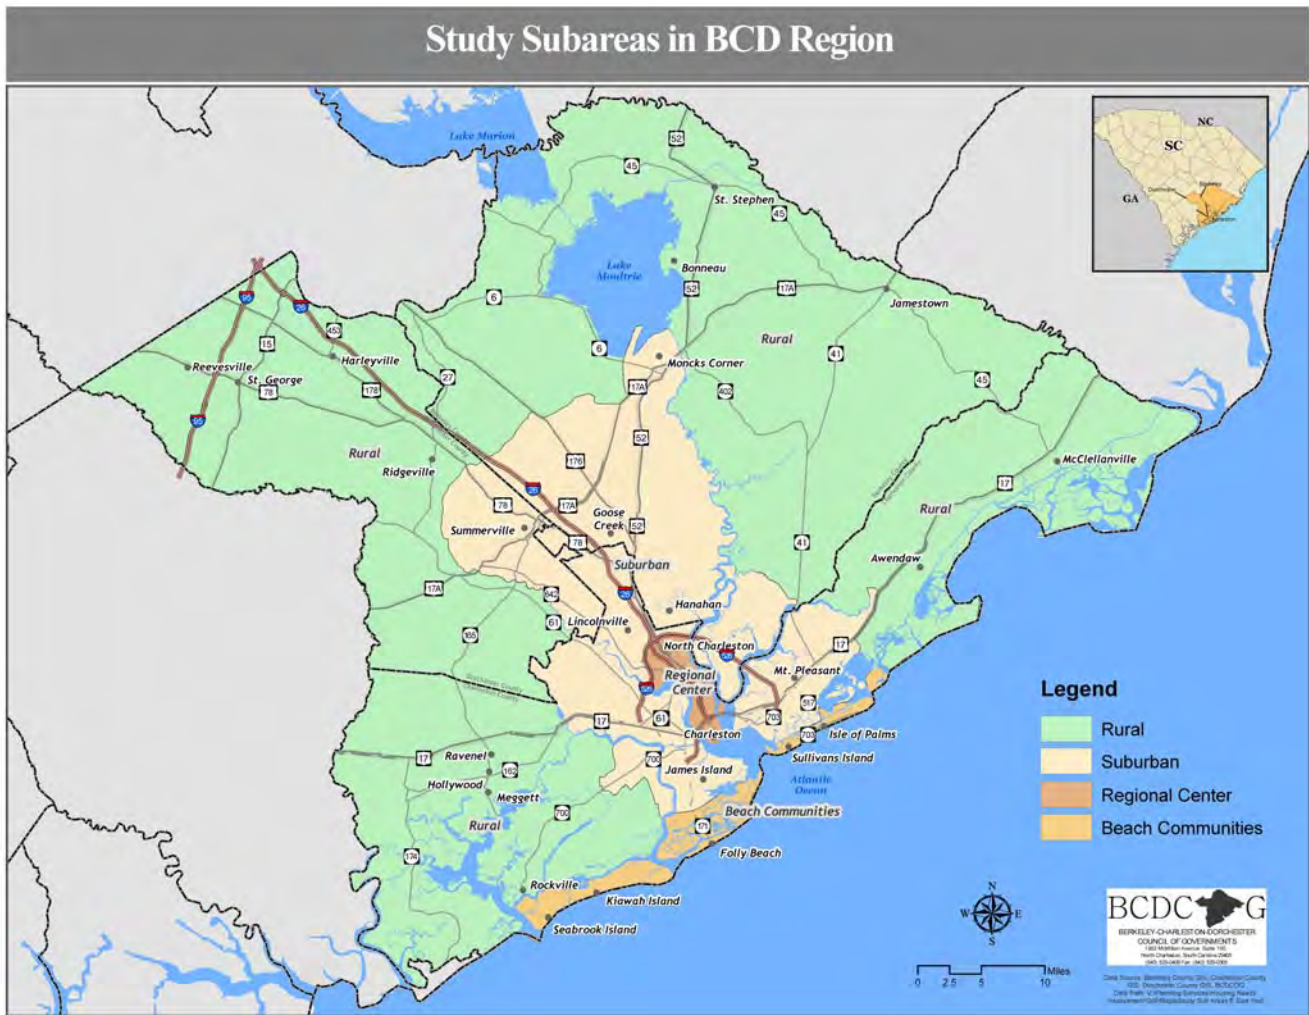 Study Subareas in BCD Region
Lake Marion
52
45
St. Stephen
45
NC
SC
GA
Lake
Moultrie
Bonneau
52
17A
Jamestown
6
95
26
453
15
Harleyville
Reevesville
St. George
78
178
27
6
Moncks Corner
Rural
41
17A
402
45
95
Rural
Ridgeville
52
176
26
McClellanville
17
Rural
78
17A
Goose
Creek
52
Summerville
78
Suburban
41
Awendaw
17A
642
26
Hanahan
165
61
Lincolnville
North Charleston
17
Regional
Center
Mt. Pleasant
526
517
17
61
703
Isle of Palms
Charleston
703
Sullivans Island
Ravenel
17
162
700
James Island
Atlantic
Ocean
Hollywood
Meggett
Beach Communities
700
Rural
171
174
Folly Beach
Rockville
Kiawah Island
Seabrook Island
Legend
Rural
Suburban
Regional Center
Beach Communities
N
W E
S
Miles
0 2.5 5 10
BCDC G
BERKELEY-CHARLESTON-DORCHESTER
COUNCIL OF GOVERNMENTS